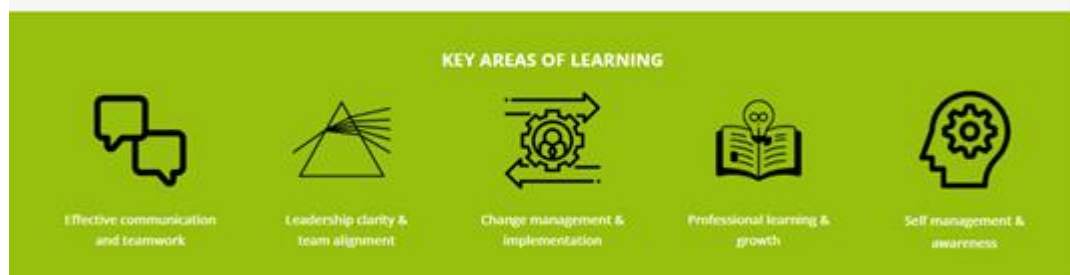 KEY AREAS OF LEARNING
Effective communication
and teamwork
Leadership clarity &
team alignment
Change management &
implementation
Professional learning &
growth
Self management &
awareness